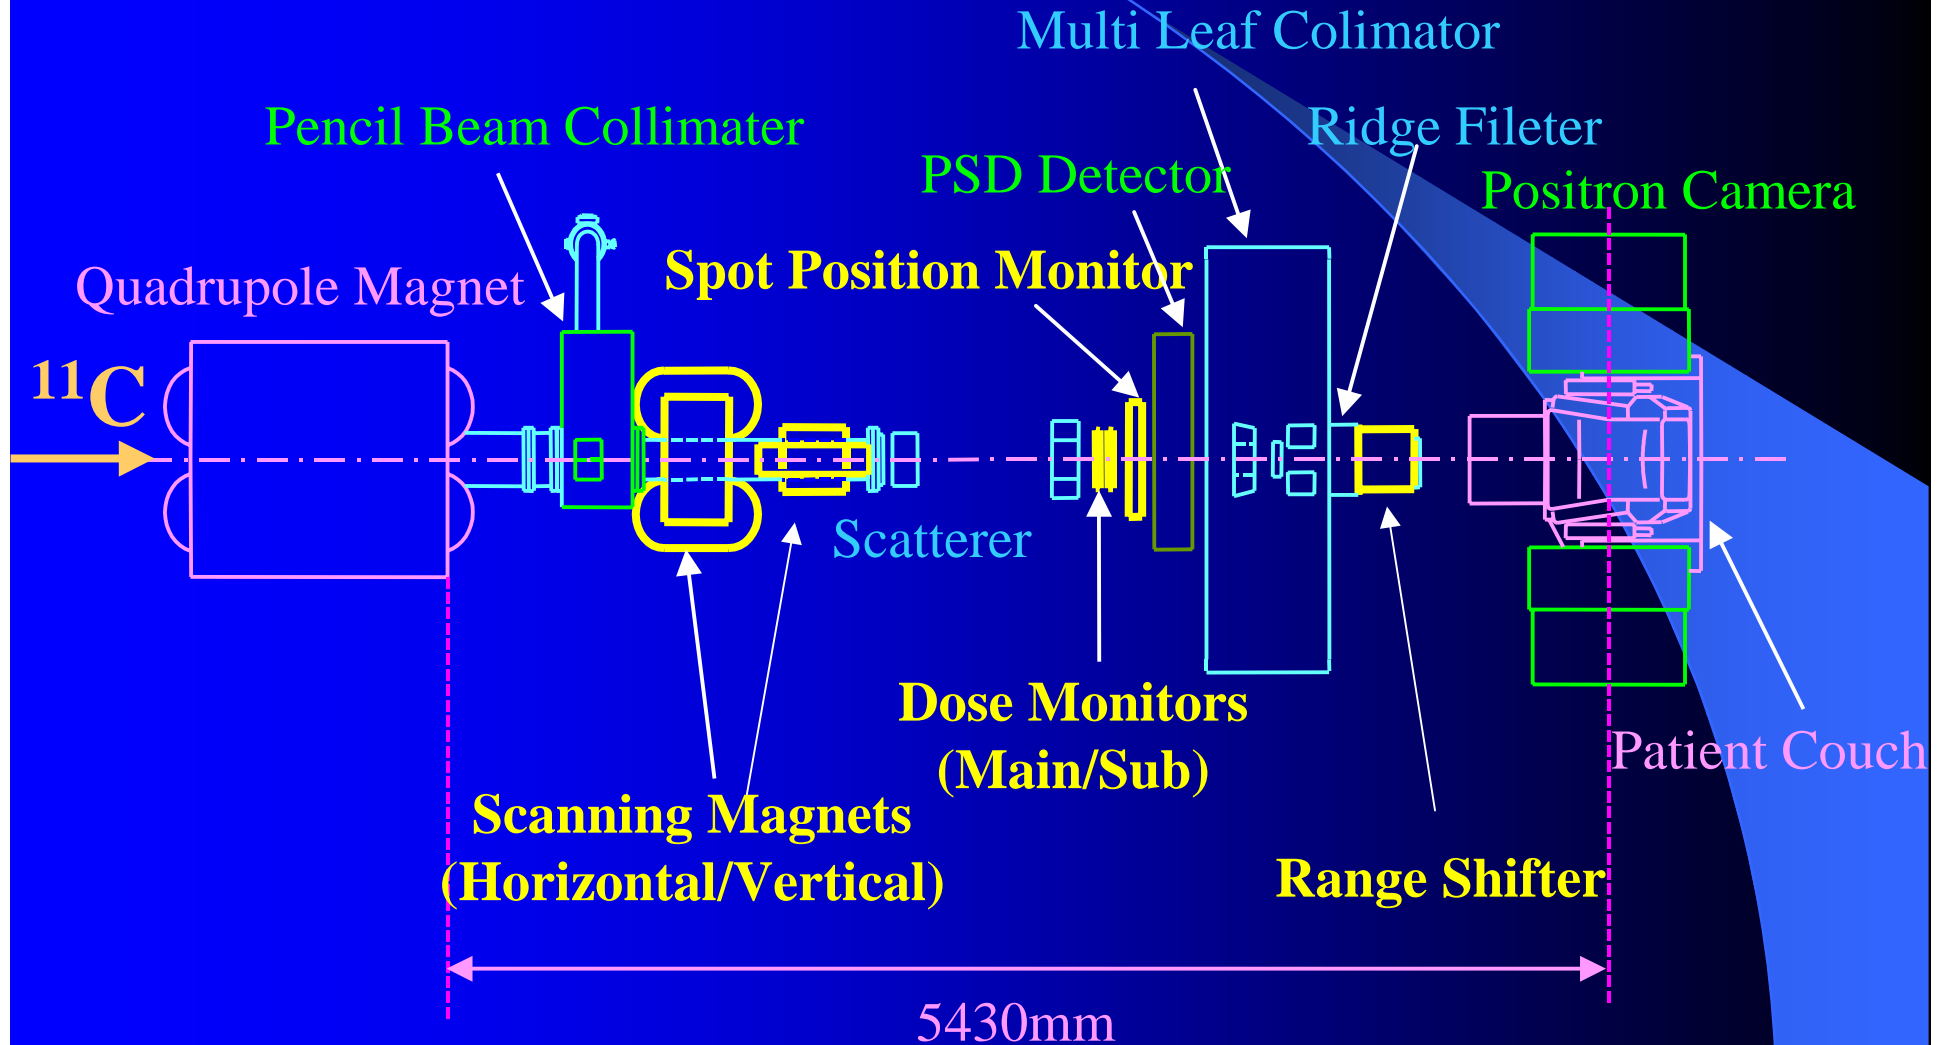 Multi Leaf Colimator
Pencil Beam Collimater
Ridge Fileter
PSD Detector
Positron Camera
Spot Position Monitor
Quadrupole Magnet
¹¹C
Scatterer
Dose Monitors
(Main/Sub)
Patient Couch
Scanning Magnets
(Horizontal/Vertical)
Range Shifter
5430mm